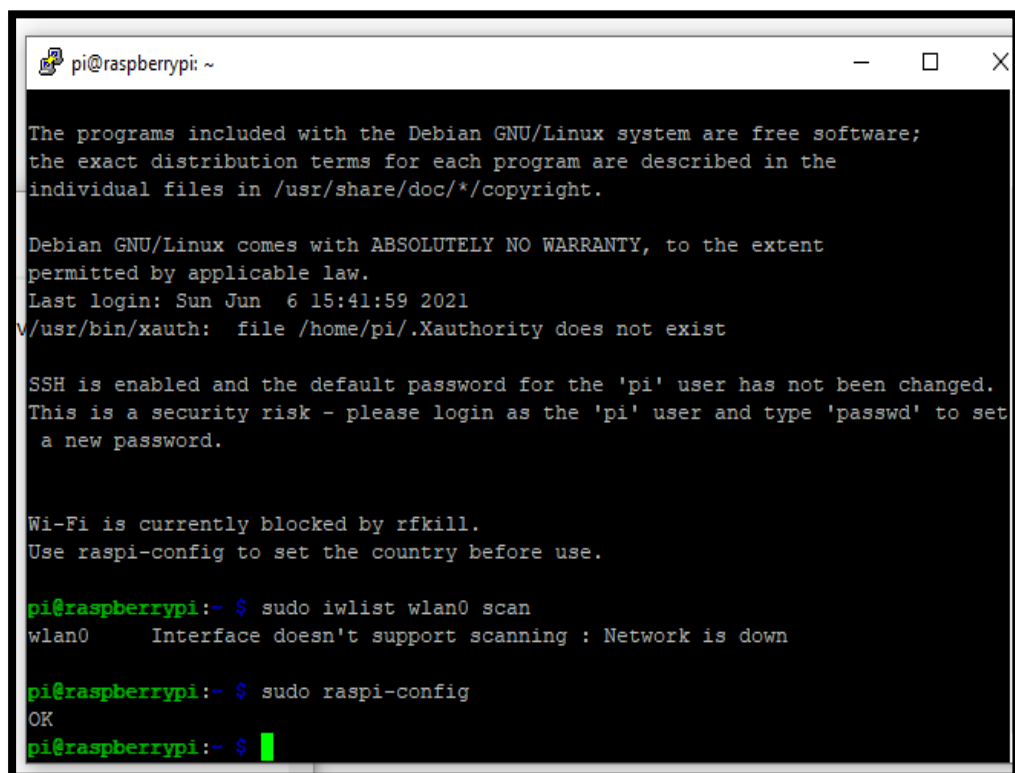 pi@raspberrypi: ~
The programs included with the Debian GNU/Linux system are free software;
the exact distribution terms for each program are described in the
individual files in /usr/share/doc/*/copyright.
Debian GNU/Linux comes with ABSOLUTELY NO WARRANTY, to the extent
permitted by applicable law.
Last login: Sun Jun  6 15:41:59 2021
/usr/bin/xauth:  file /home/pi/.Xauthority does not exist
SSH is enabled and the default password for the 'pi' user has not been changed.
This is a security risk - please login as the 'pi' user and type 'passwd' to set
 a new password.
Wi-Fi is currently blocked by rfkill.
Use raspi-config to set the country before use.
pi@raspberrypi:~ $ sudo iwlist wlan0 scan
wlan0     Interface doesn't support scanning : Network is down
pi@raspberrypi:~ $ sudo raspi-config
OK
pi@raspberrypi:~ $